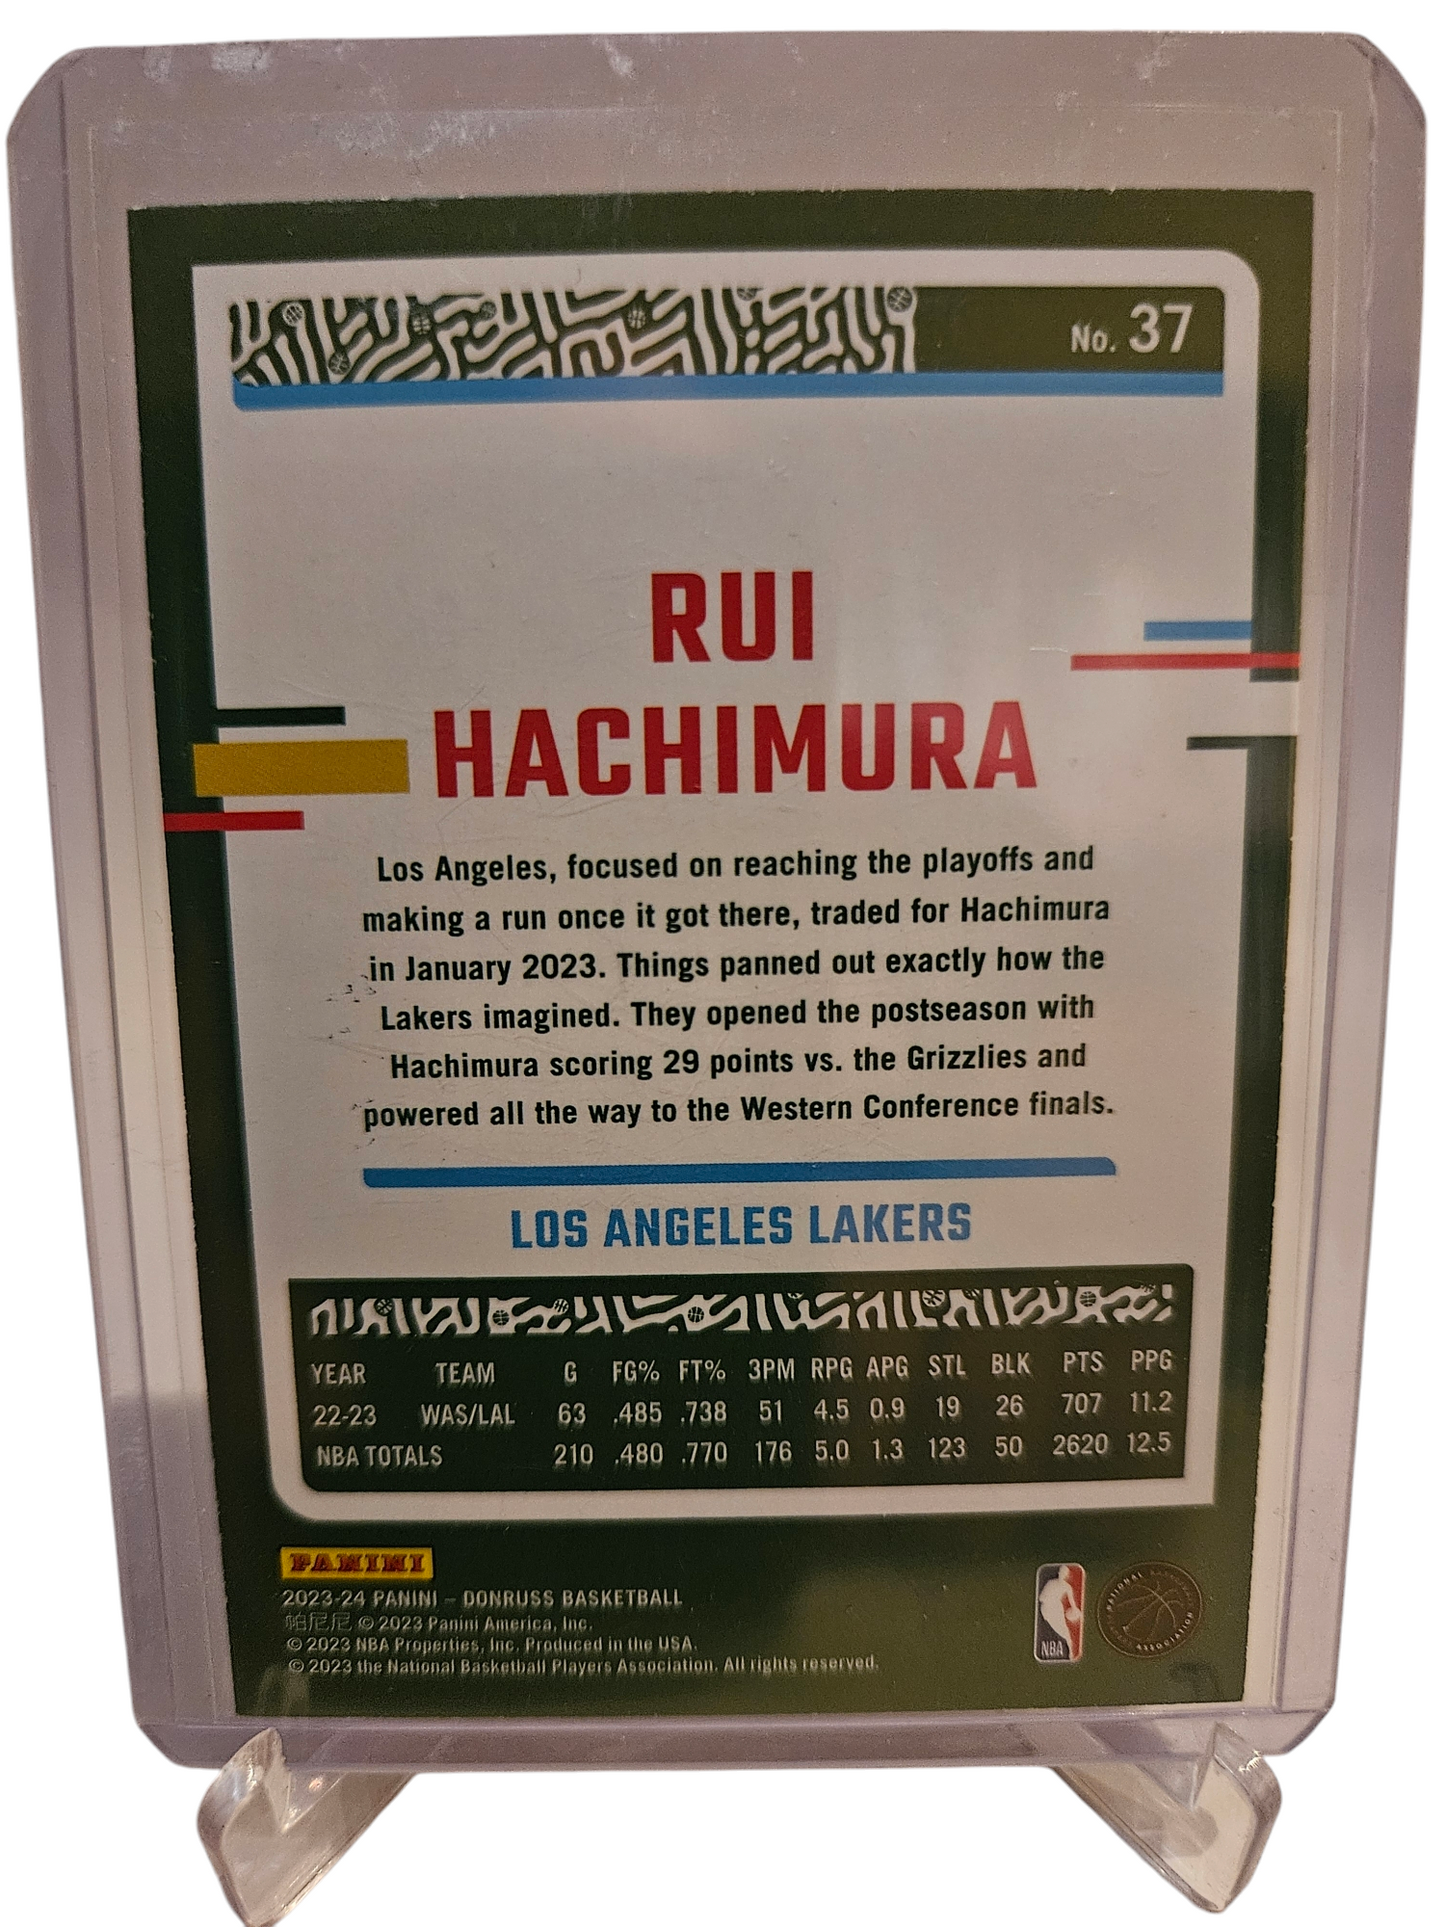 No. 37
RUI
HACHIMURA
Los Angeles, focused on reaching the playoffs and
making a run once it got there, traded for Hachimura
in January 2023. Things panned out exactly how the
Lakers imagined. They opened the postseason with
Hachimura scoring 29 points vs. the Grizzlies and
powered all the way to the Western Conference finals.
LOS ANGELES LAKERS
YEAR TEAM G FG% FT% 3PM RPG APG STL BLK PTS PPG
22-23 WAS/LAL 63 .485 .738 51 4.5 0.9 19 26 707 11.2
NBA TOTALS 210 .480 .770 176 5.0 1.3 123 50 2620 12.5
PANINI
2023-24 PANINI – DONRUSS BASKETBALL
帕尼尼 © 2023 Panini America, Inc.
© 2023 NBA Properties, Inc. Produced in the USA.
© 2023 the National Basketball Players Association. All rights reserved.
NBA
NATIONAL BASKETBALL PLAYERS ASSOCIATION